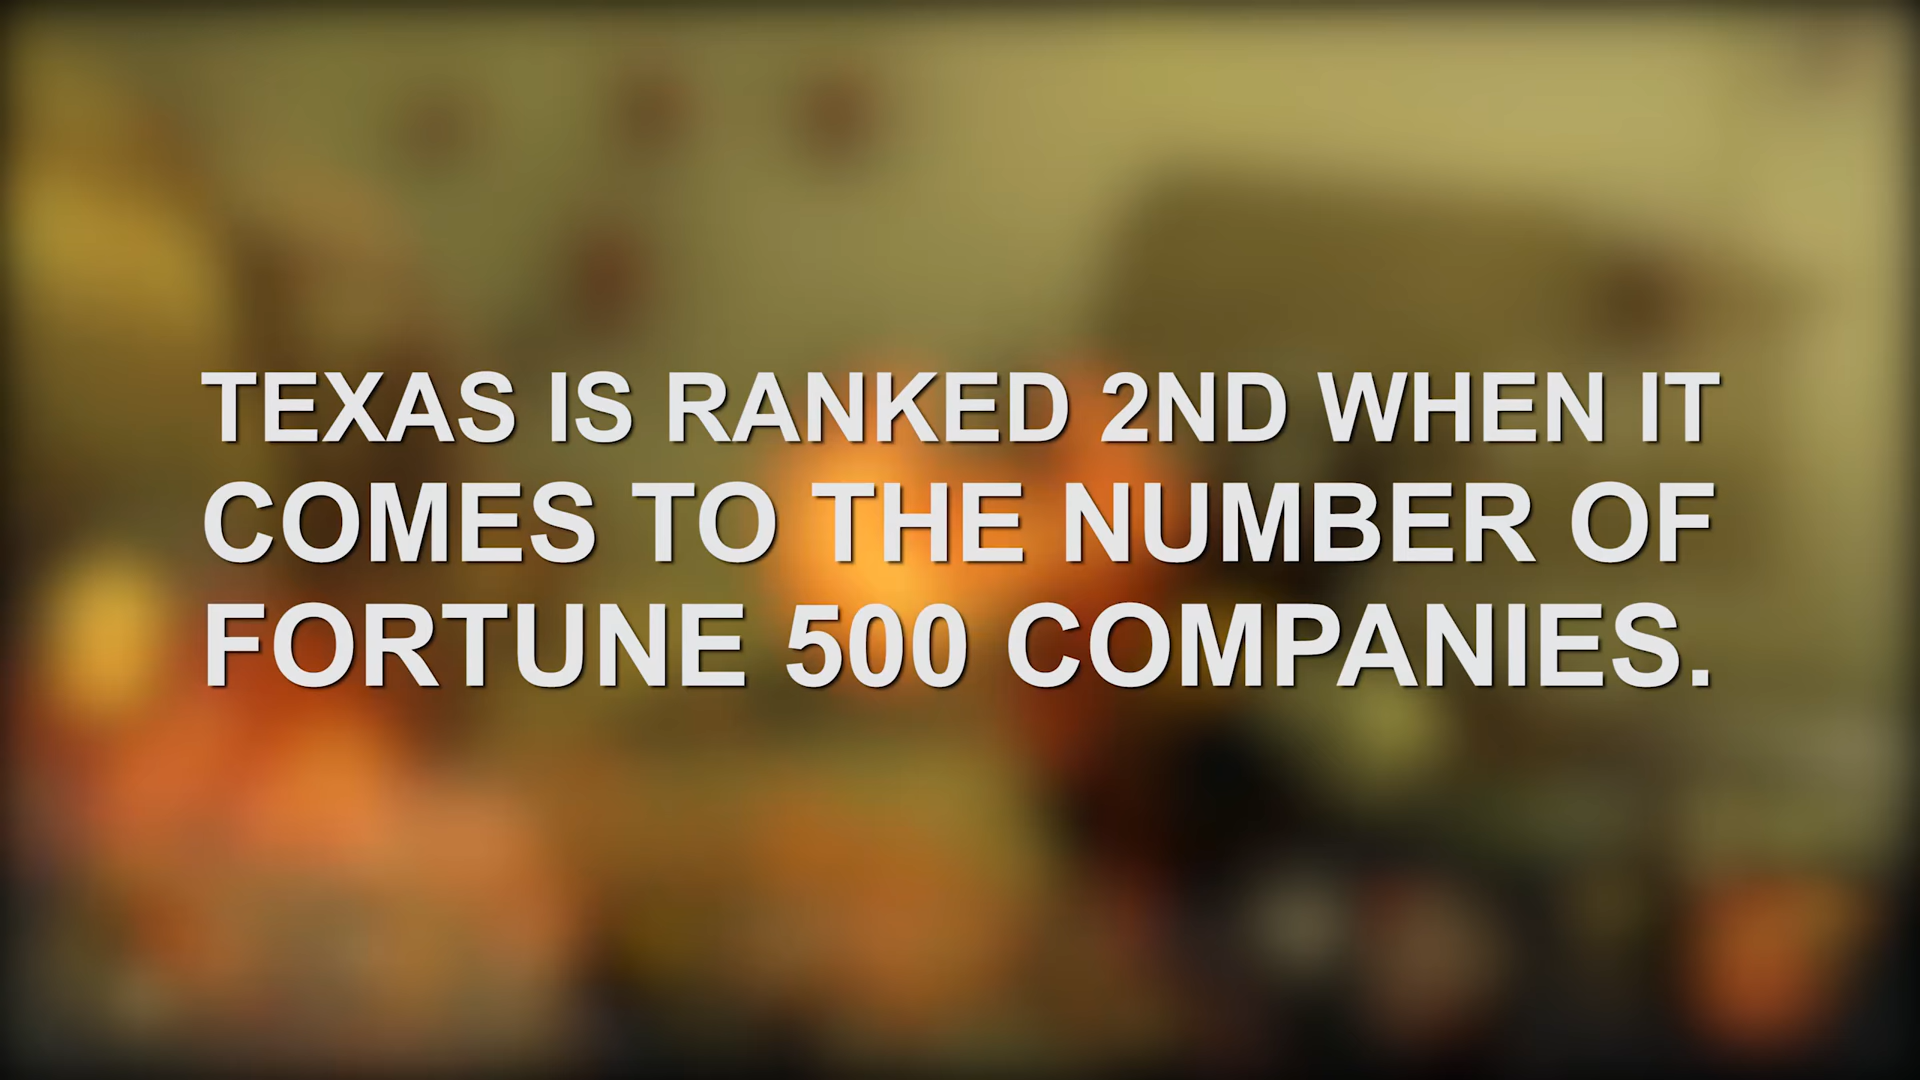 TEXAS IS RANKED 2ND WHEN IT
COMES TO THE NUMBER OF
FORTUNE 500 COMPANIES.